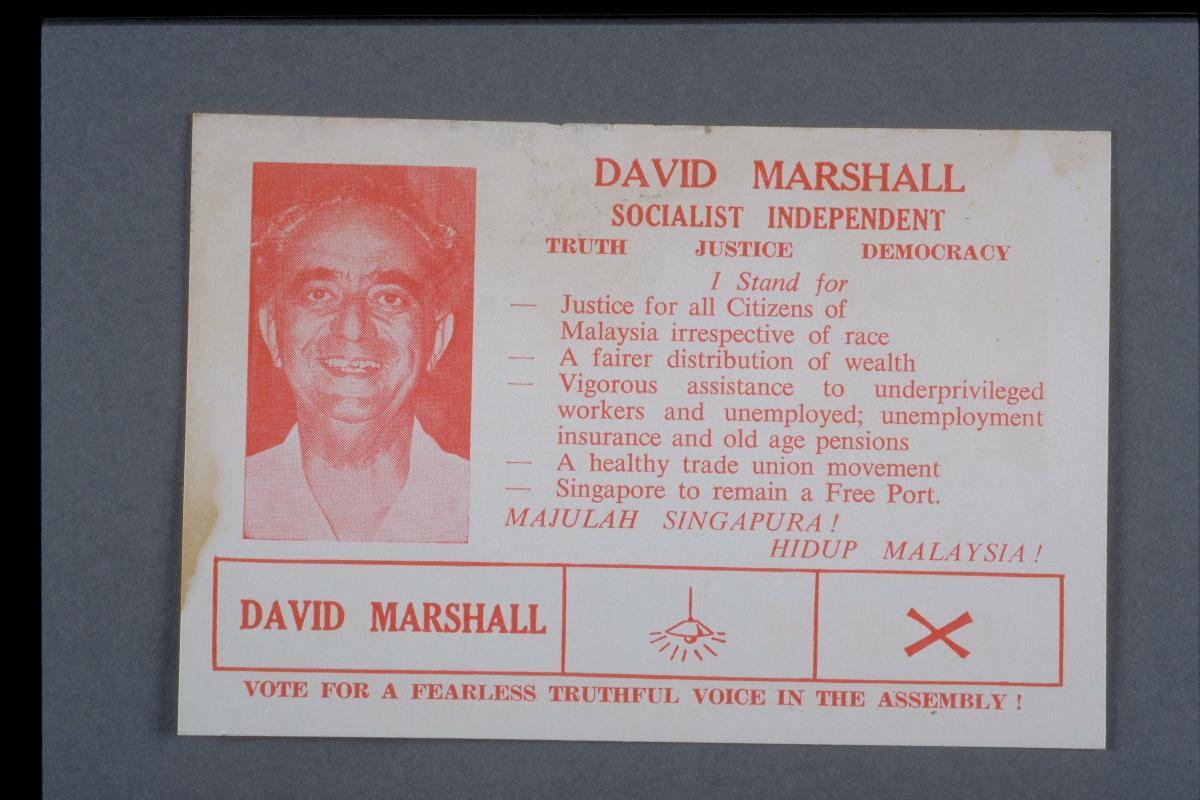 DAVID MARSHALL
SOCIALIST INDEPENDENT
TRUTH JUSTICE DEMOCRACY
I Stand for
— Justice for all Citizens of
Malaysia irrespective of race
— A fairer distribution of wealth
— Vigorous assistance to underprivileged
workers and unemployed; unemployment
insurance and old age pensions
— A healthy trade union movement
— Singapore to remain a Free Port.
MAJULAH SINGAPURA!
HIDUP MALAYSIA!
DAVID MARSHALL
VOTE FOR A FEARLESS TRUTHFUL VOICE IN THE ASSEMBLY!